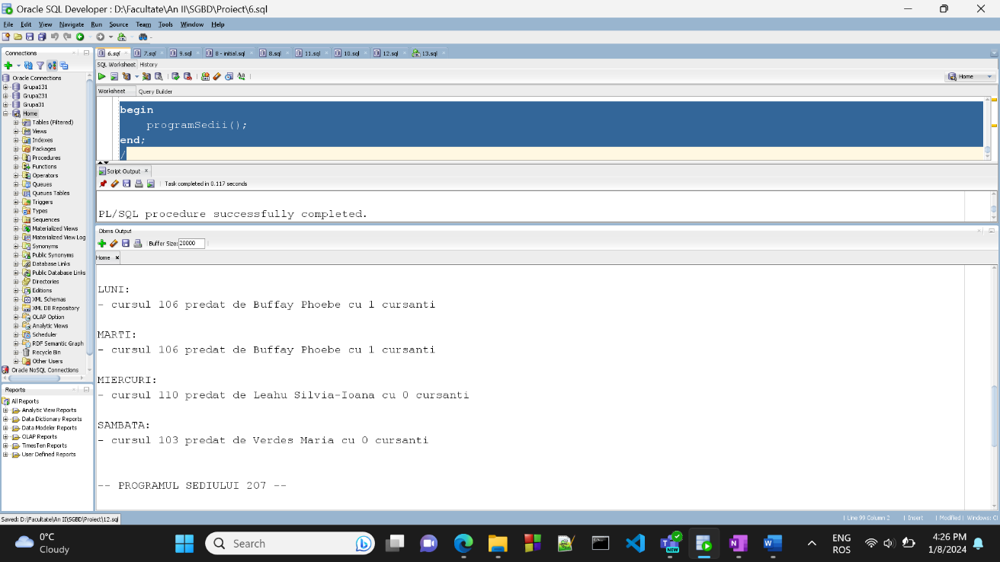 Oracle SQL Developer : D:\Facultate\An II\SGBD\Proiect\6.sql
File Edit View Navigate Run Source Team Tools Window Help
Connections
6.sql 7.sql 9.sql 8 - initial.sql 8.sql 11.sql 10.sql 12.sql 13.sql
SQL Worksheet History
Home
Worksheet Query Builder
Oracle Connections
Grupa131
Grupa231
Grupa31
Home
Tables (Filtered)
Views
Indexes
Packages
Procedures
Functions
Operators
Queues
Queues Tables
Triggers
Types
Sequences
Materialized Views
Materialized View Log
Synonyms
Public Synonyms
Database Links
Public Database Links
Directories
Editions
XML Schemas
XML DB Repository
OLAP Option
Analytic Views
Scheduler
RDF Semantic Graph
Recycle Bin
Other Users
Oracle NoSQL Connections
begin
programSedii();
end;
/
Script Output
Task completed in 0.117 seconds
PL/SQL procedure successfully completed.
Dbms Output
Buffer Size: 20000
Home
LUNI:
- cursul 106 predat de Buffay Phoebe cu 1 cursanti
MARTI:
- cursul 106 predat de Buffay Phoebe cu 1 cursanti
MIERCURI:
- cursul 110 predat de Leahu Silvia-Ioana cu 0 cursanti
SAMBATA:
- cursul 103 predat de Verdes Maria cu 0 cursanti
-- PROGRAMUL SEDIULUI 207 --
Reports
All Reports
Analytic View Reports
Data Dictionary Reports
Data Modeler Reports
OLAP Reports
TimesTen Reports
User Defined Reports
Saved: D:\Facultate\An II\SGBD\Proiect\12.sql
Line 99 Column 2 Insert Modified Windows: Cl
0°C
Cloudy
Search
NEW
ENG
ROS
4:26 PM
1/8/2024